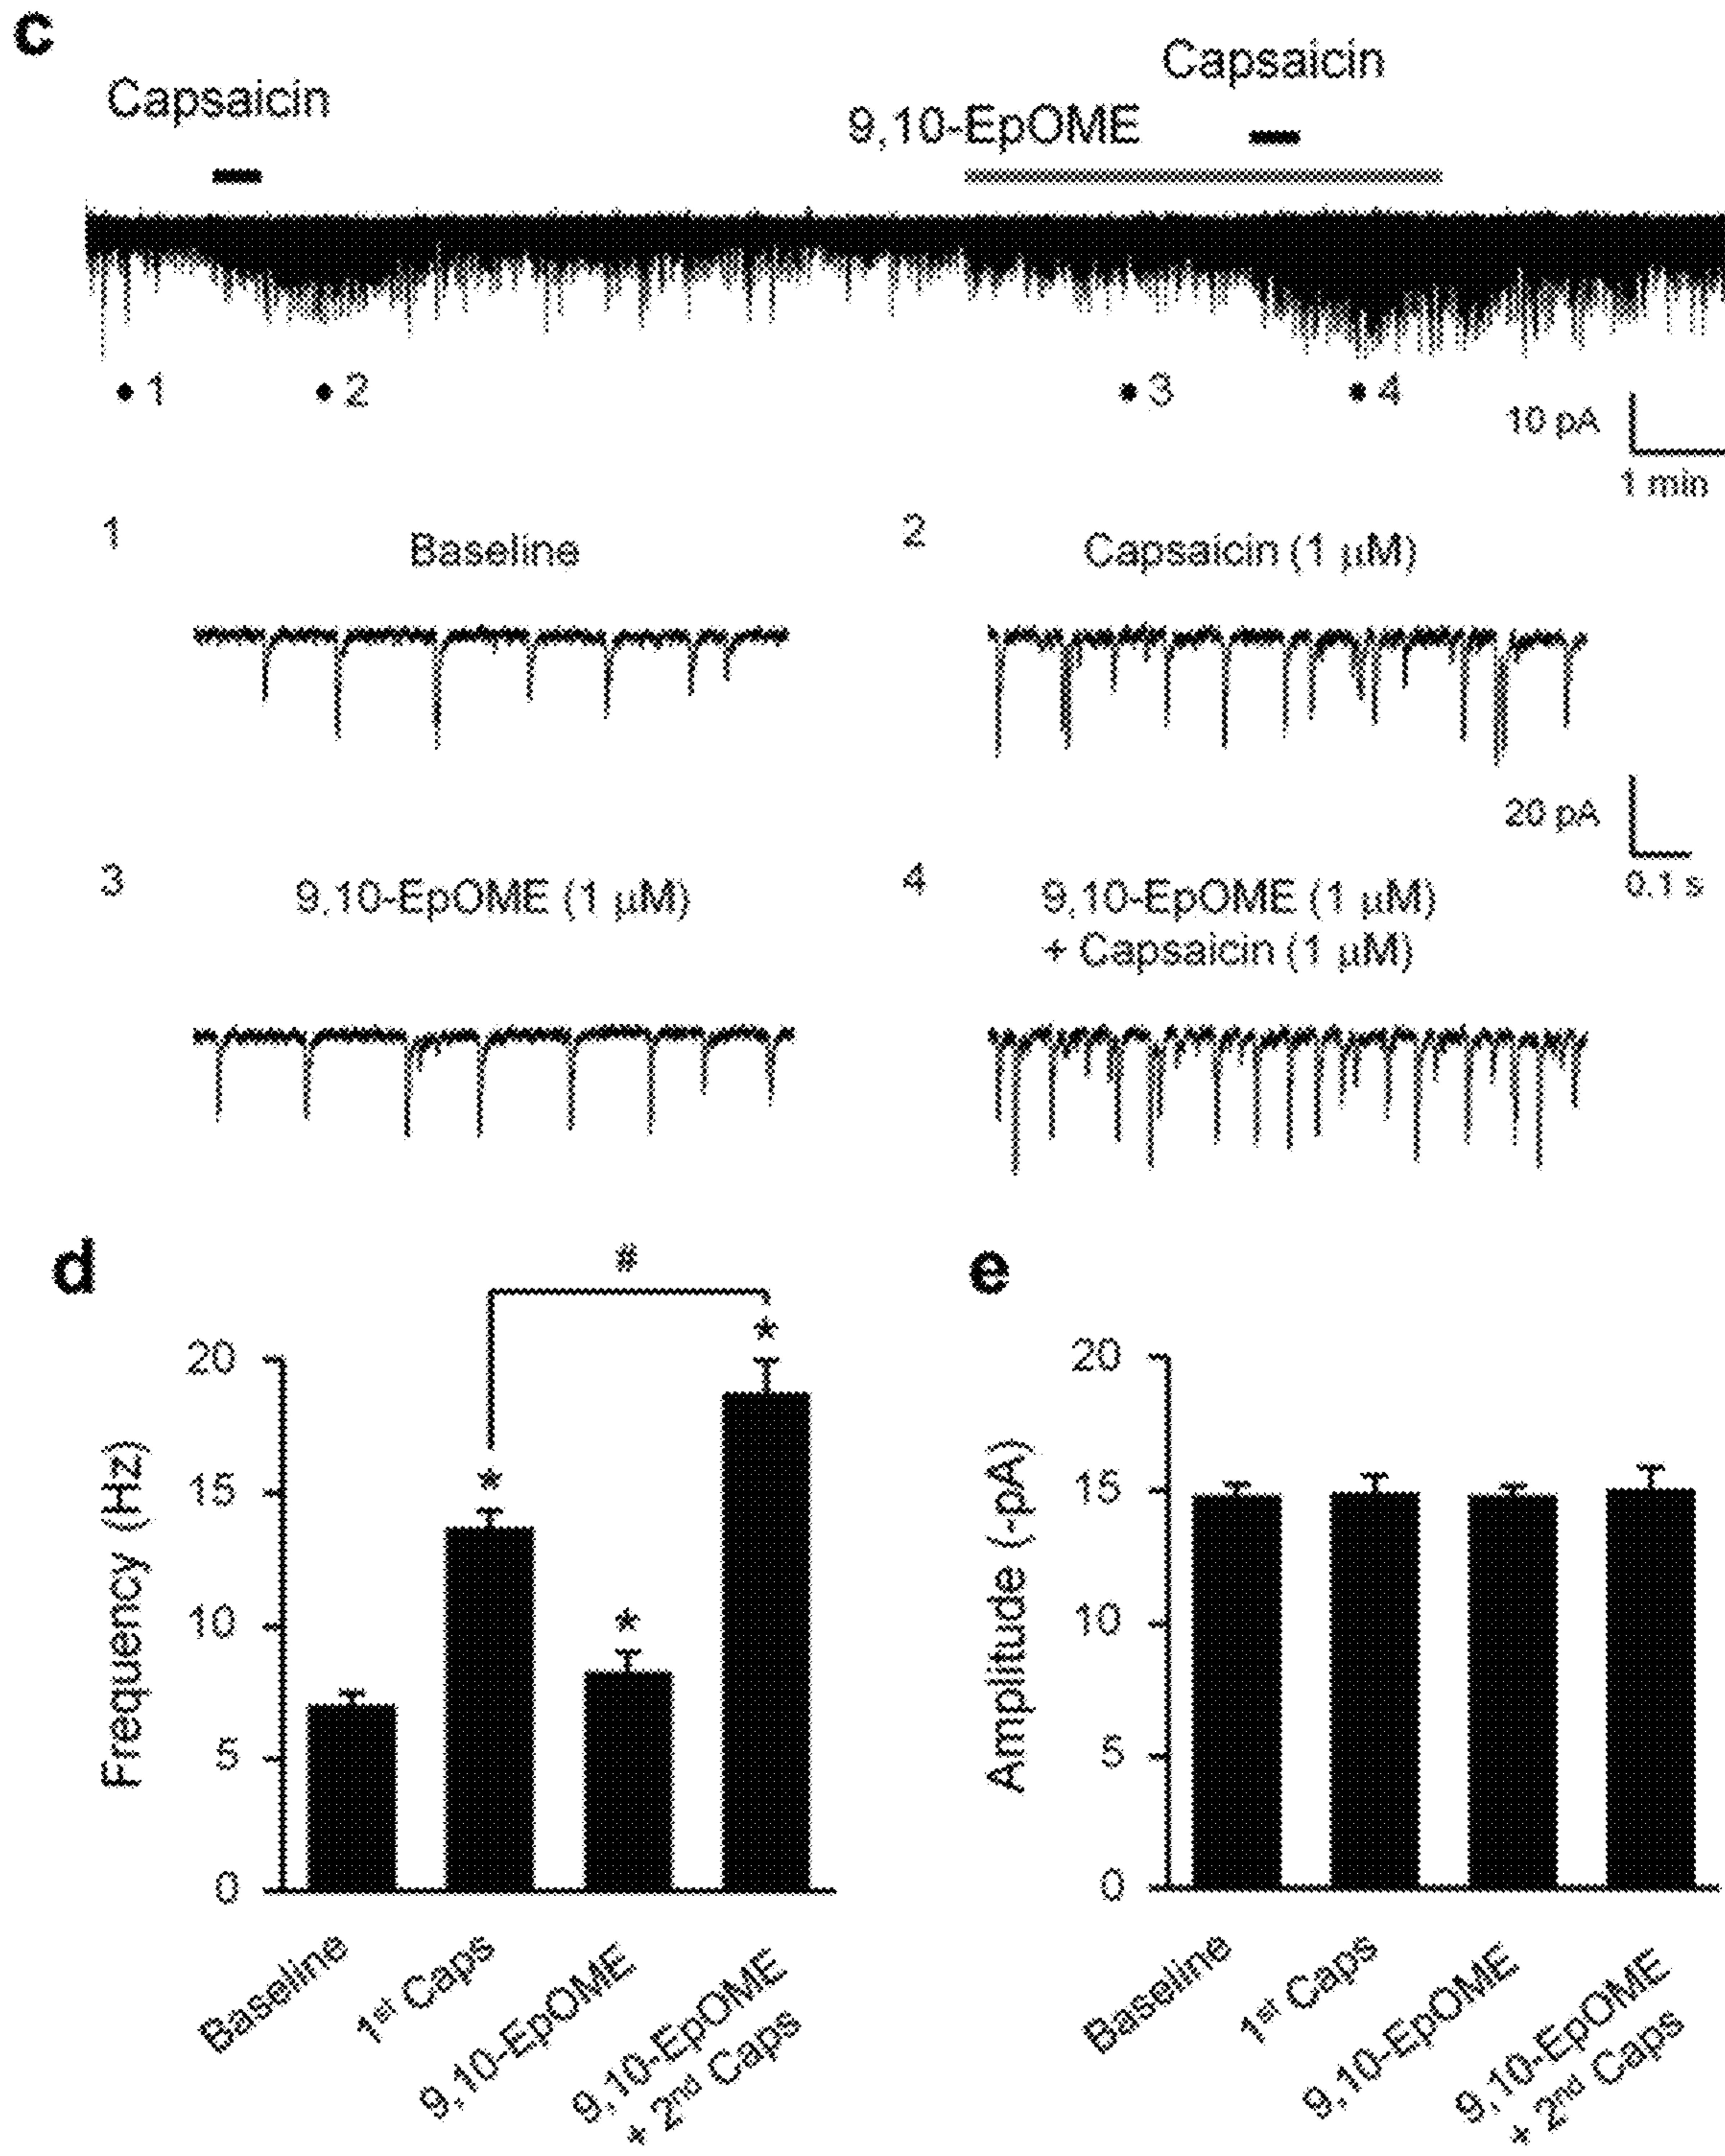 c
Capsaicin
Capsaicin
9,10-EpOME
• 1
• 2
• 3
• 4
10 pA
1 min
1
Baseline
2
Capsaicin (1 μM)
20 pA
0.1 s
3
9,10-EpOME (1 μM)
4
9,10-EpOME (1 μM)
+ Capsaicin (1 μM)
d
#
*
*
*
Frequency (Hz)
20
15
10
5
0
Baseline
1st Caps
9,10-EpOME
9,10-EpOME
+ 2nd Caps
e
Amplitude (-pA)
20
15
10
5
0
Baseline
1st Caps
9,10-EpOME
9,10-EpOME
+ 2nd Caps